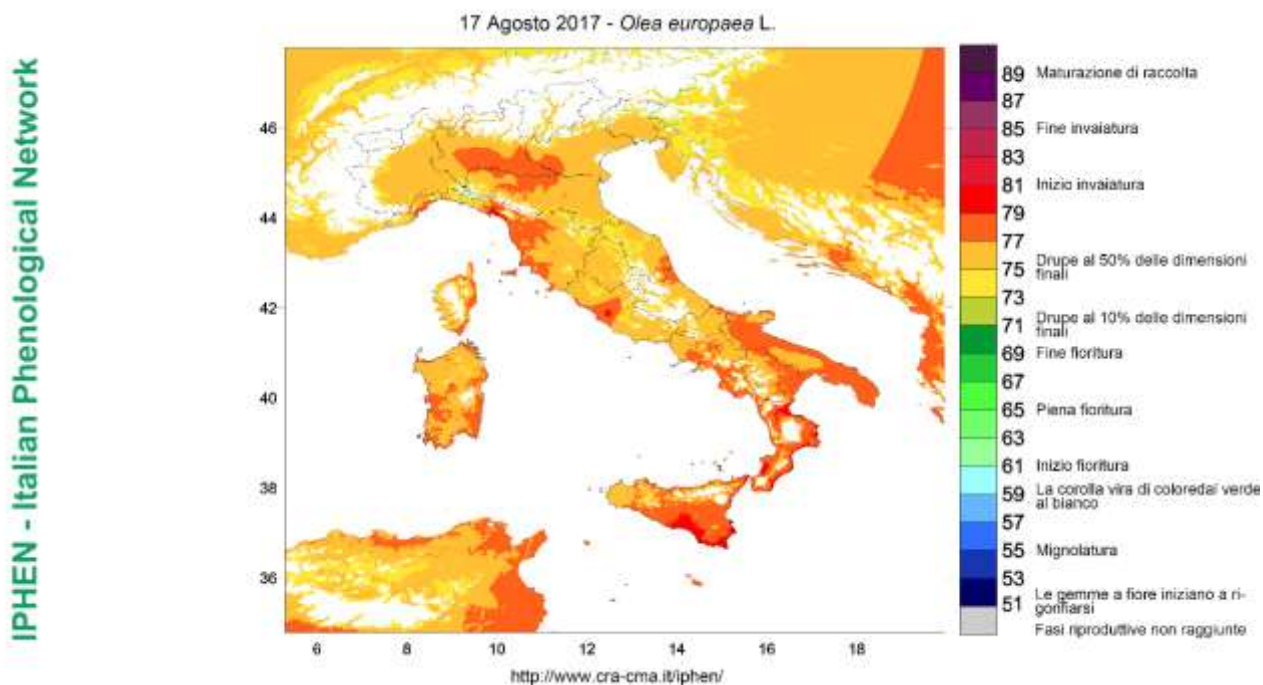 IPHEN - Italian Phenological Network
17 Agosto 2017 - Olea europaea L.
46
44
42
40
38
36
6
8
10
12
14
16
18
http://www.cra-cma.it/iphen/
89
Maturazione di raccolta
87
85
Fine invaiatura
83
81
Inizio invaiatura
79
77
75
Drupe al 50% delle dimensioni
finali
73
71
Drupe al 10% delle dimensioni
finali
69
Fine fioritura
67
65
Piena fioritura
63
61
Inizio fioritura
59
La corolla vira di coloredal verde
al bianco
57
55
Mignolatura
53
51
Le gemme a fiore iniziano a ri-
gonfiarsi
Fasi riproduttive non raggiunte